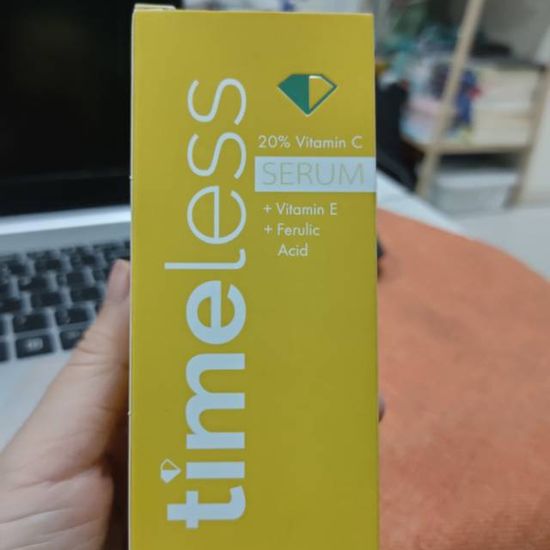 timeless
20% Vitamin C
SERUM
+ Vitamin E
+ Ferulic
Acid